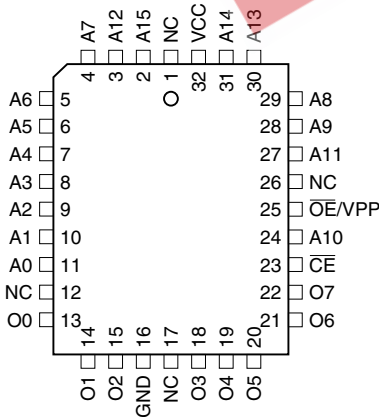 A7 A12 A15 NC VCC A14 A13
4 3 2 1 32 31 30
A6 5 29 A8
A5 6 28 A9
A4 7 27 A11
A3 8 26 NC
A2 9 25 OE/VPP
A1 10 24 A10
A0 11 23 CE
NC 12 22 O7
O0 13 21 O6
14 15 16 17 18 19 20
O1 O2 GND NC O3 O4 O5